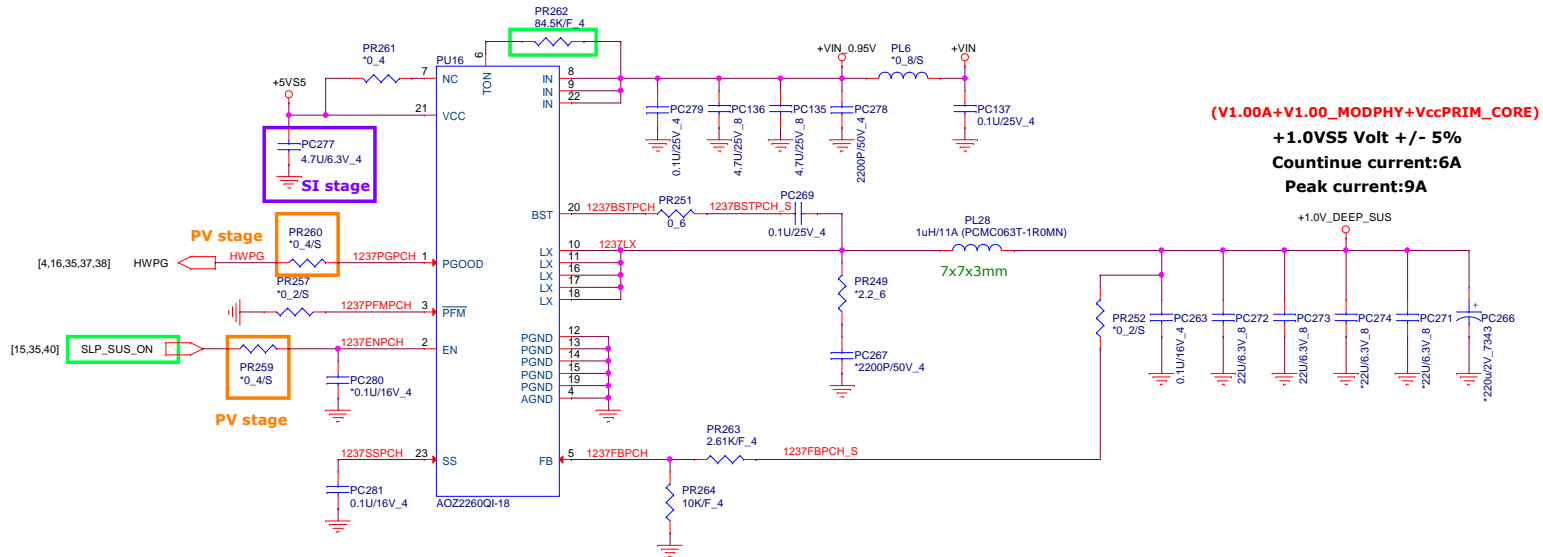 PR262
84.5K/F_4
PR261
*0_4
+5VS5
PC277
4.7U/6.3V_4
SI stage
PV stage
PR260
*0_4/S
[4,16,35,37,38]
HWPG
HWPG
1237PGPCH
PR257
*0_2/S
1237PFMPCH
[15,35,40]
SLP_SUS_ON
1237ENPCH
PR259
*0_4/S
PV stage
PC280
*0.1U/16V_4
1237SSPCH
PC281
0.1U/16V_4
PU16
6
TON
7
NC
21
VCC
1
PGOOD
3
PFM
2
EN
23
SS
IN
8
IN
9
IN
22
BST
20
LX
10
LX
11
LX
16
LX
17
LX
18
PGND
12
PGND
13
PGND
14
PGND
15
PGND
19
AGND
4
FB
5
AOZ2260QI-18
+VIN_0.95V
PL6
*0_8/S
+VIN
PC279
0.1U/25V_4
PC136
4.7U/25V_8
PC135
4.7U/25V_8
PC278
2200P/50V_4
PC137
0.1U/25V_4
1237BSTPCH
PR251
0_6
1237BSTPCH_S
PC269
0.1U/25V_4
1237LX
PL28
1uH/11A (PCMC063T-1R0MN)
7x7x3mm
PR249
*2.2_6
PC267
*2200P/50V_4
1237FBPCH
PR263
2.61K/F_4
1237FBPCH_S
PR264
10K/F_4
(V1.00A+V1.00_MODPHY+VccPRIM_CORE)
+1.0VS5 Volt +/- 5%
Countinue current:6A
Peak current:9A
+1.0V_DEEP_SUS
PR252
*0_2/S
PC263
0.1U/16V_4
PC272
22U/6.3V_8
PC273
22U/6.3V_8
PC274
*22U/6.3V_8
PC271
*22U/6.3V_8
+
PC266
*220u/2V_7343